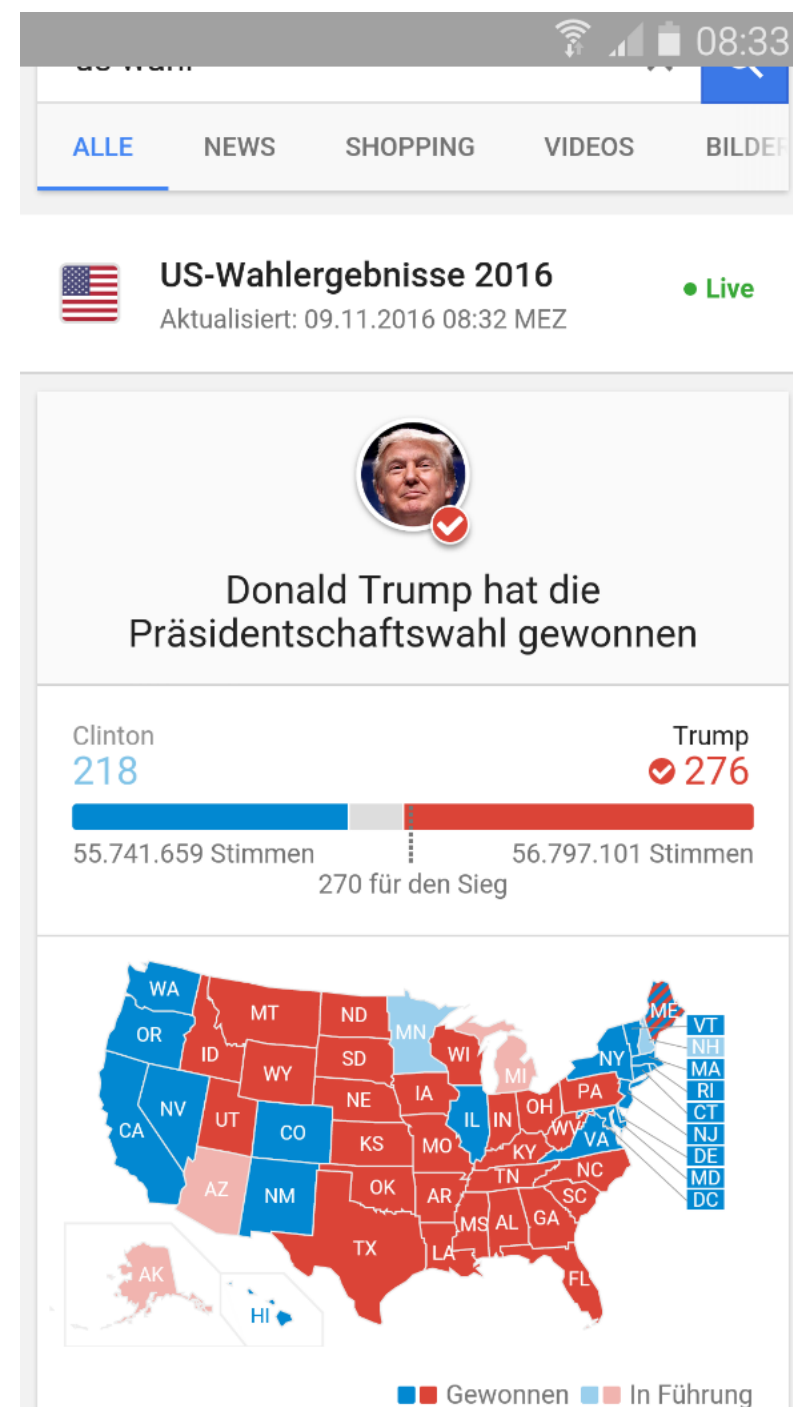 08:33
us wahl
ALLE NEWS SHOPPING VIDEOS BILDER
US-Wahlergebnisse 2016
Live
Aktualisiert: 09.11.2016 08:32 MEZ
Donald Trump hat die
Präsidentschaftswahl gewonnen
Clinton Trump
218 276
55.741.659 Stimmen 56.797.101 Stimmen
270 für den Sieg
WA MT ND MN ME
OR ID SD WI NY VT
WY MI NH
NV UT NE IA PA MA
CA CO IL IN OH RI
KS MO WV VA CT
KY NJ
AZ NM OK AR TN NC DE
SC MD
MS AL GA DC
TX LA
AK FL
HI
Gewonnen In Führung